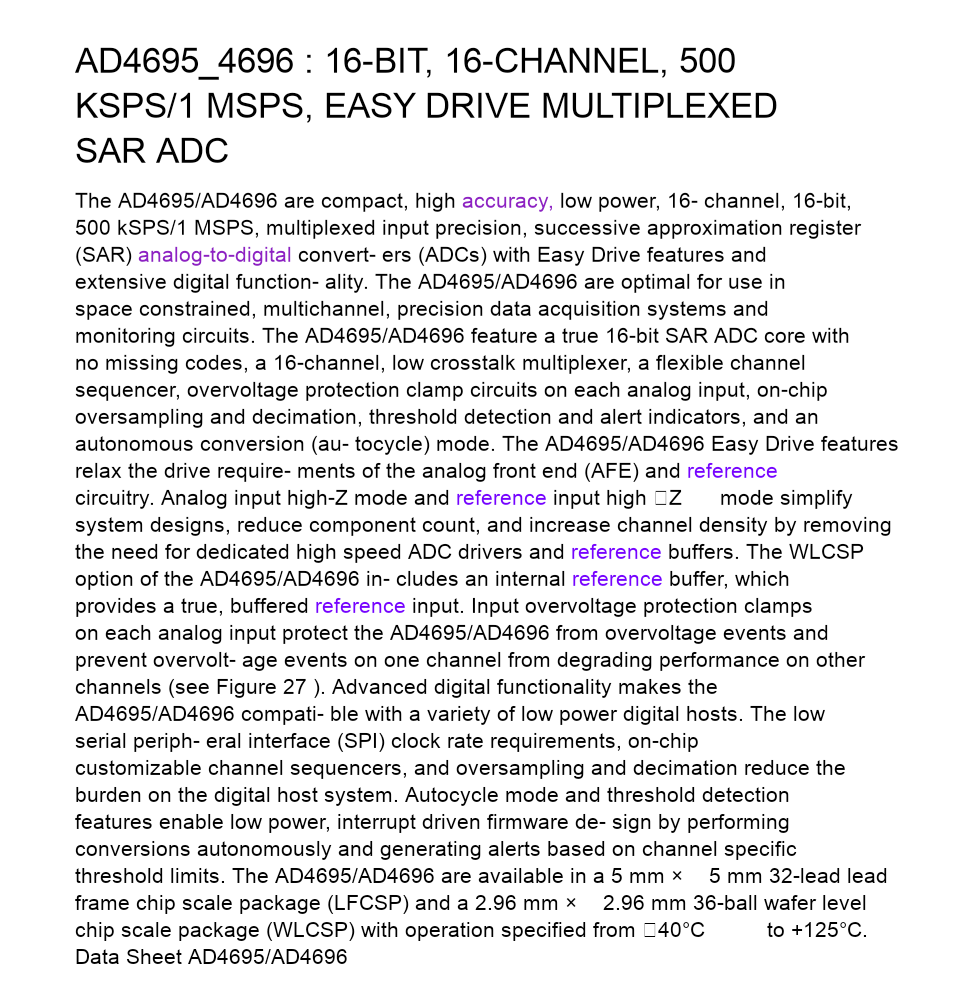 AD4695_4696 : 16-BIT, 16-CHANNEL, 500
KSPS/1 MSPS, EASY DRIVE MULTIPLEXED
SAR ADC
The AD4695/AD4696 are compact, high accuracy, low power, 16- channel, 16-bit,
500 kSPS/1 MSPS, multiplexed input precision, successive approximation register
(SAR) analog-to-digital convert- ers (ADCs) with Easy Drive features and
extensive digital function- ality. The AD4695/AD4696 are optimal for use in
space constrained, multichannel, precision data acquisition systems and
monitoring circuits. The AD4695/AD4696 feature a true 16-bit SAR ADC core with
no missing codes, a 16-channel, low crosstalk multiplexer, a flexible channel
sequencer, overvoltage protection clamp circuits on each analog input, on-chip
oversampling and decimation, threshold detection and alert indicators, and an
autonomous conversion (au- tocycle) mode. The AD4695/AD4696 Easy Drive features
relax the drive require- ments of the analog front end (AFE) and reference
circuitry. Analog input high-Z mode and reference input high □Z mode simplify
system designs, reduce component count, and increase channel density by removing
the need for dedicated high speed ADC drivers and reference buffers. The WLCSP
option of the AD4695/AD4696 in- cludes an internal reference buffer, which
provides a true, buffered reference input. Input overvoltage protection clamps
on each analog input protect the AD4695/AD4696 from overvoltage events and
prevent overvolt- age events on one channel from degrading performance on other
channels (see Figure 27 ). Advanced digital functionality makes the
AD4695/AD4696 compati- ble with a variety of low power digital hosts. The low
serial periph- eral interface (SPI) clock rate requirements, on-chip
customizable channel sequencers, and oversampling and decimation reduce the
burden on the digital host system. Autocycle mode and threshold detection
features enable low power, interrupt driven firmware de- sign by performing
conversions autonomously and generating alerts based on channel specific
threshold limits. The AD4695/AD4696 are available in a 5 mm × 5 mm 32-lead lead
frame chip scale package (LFCSP) and a 2.96 mm × 2.96 mm 36-ball wafer level
chip scale package (WLCSP) with operation specified from □40°C to +125°C.
Data Sheet AD4695/AD4696